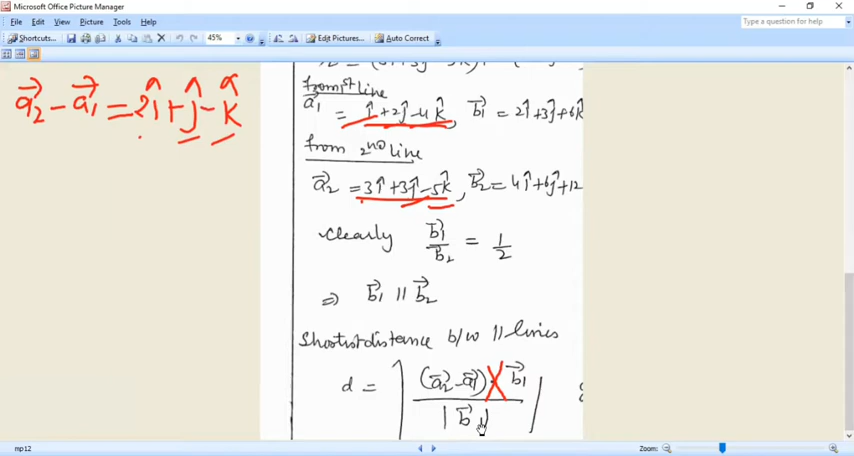 Microsoft Office Picture Manager
File Edit View Picture Tools Help
Type a question for help
Shortcuts... 45% Edit Pictures... Auto Correct
a⃗2 - a⃗1 = 2î + ĵ - k̂
from 1st line
a⃗1 = î + 2ĵ - 4k̂, b⃗1 = 2î + 3ĵ + 6k̂
from 2nd line
a⃗2 = 3î + 3ĵ - 5k̂, b⃗2 = 4î + 6ĵ + 12
Clearly b⃗1/b⃗2 = 1/2
⇒ b⃗1 || b⃗2
Shortist distance b/w || lines
d = | (a⃗2 - a⃗1) × b⃗1 / |b⃗1| |
mp12 Zoom: